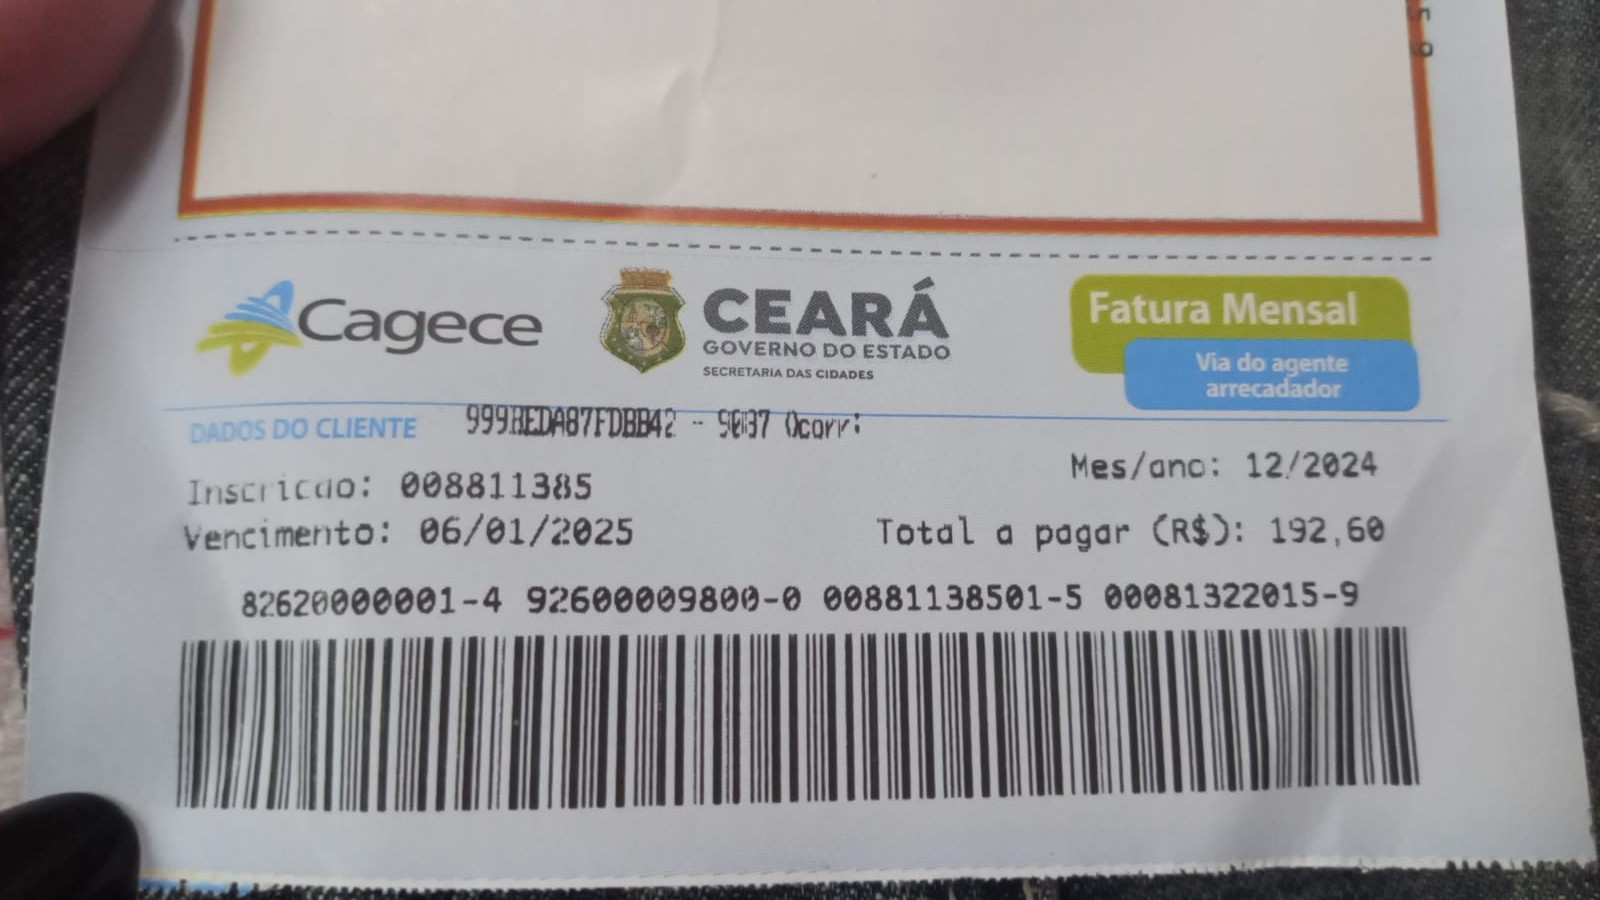 59
Cagece
CEARÁ
GOVERNO DO ESTADO
SECRETARIA DAS CIDADES
Fatura Mensal
Via do agente
arrecadador
DADOS DO CLIENTE
Ocorr:
Inscricao: 008811385
Mes/ano: 12/2024
Vencimento: 06/01/2025
Total a pagar (R$): 192,60
82620000001-4 92600009800-0 00881138501-5 00081322015-9